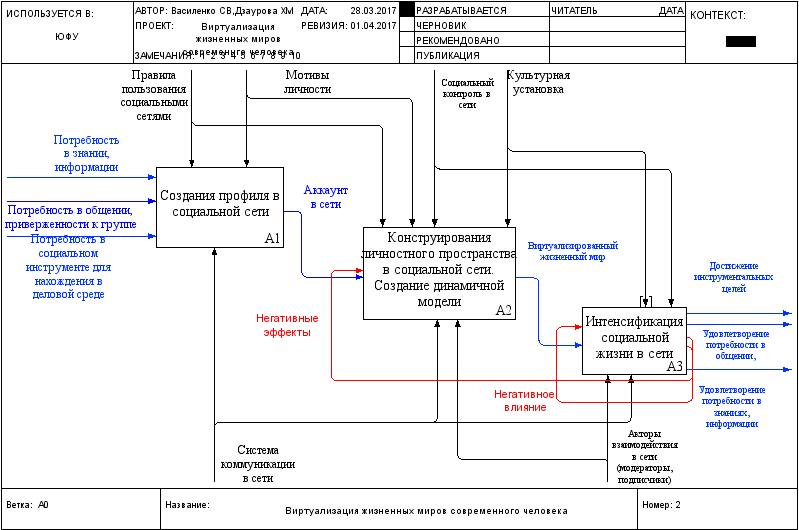 ИСПОЛЬЗУЕТСЯ В:
ЮФУ
АВТОР: Василенко СВ,Дзаурова ХМ
ДАТА: 28.03.2017
ПРОЕКТ: Виртуализация
жизненных миров
современного человека
РЕВИЗИЯ: 01.04.2017
ЗАМЕЧАНИЯ: 1 2 3 4 5 6 7 8 9 10
РАЗРАБАТЫВАЕТСЯ
ЧЕРНОВИК
РЕКОМЕНДОВАНО
ПУБЛИКАЦИЯ
ЧИТАТЕЛЬ
ДАТА
КОНТЕКСТ:
Правила
пользования
социальными
сетями
Мотивы
личности
Социальный
контроль в
сети
Культурная
установка
Потребность
в знании,
информации
Потребность в общении,
приверженности к группе
Потребность в
социальном
инструменте для
нахождения в
деловой среде
Создания профиля в
социальной сети
A1
Аккаунт
в сети
Конструирования
личностного пространства
в социальной сети.
Создание динамичной
модели
A2
Виртуализированный
жизненный мир
Негативные
эффекты
Интенсификация
социальной
жизни в сети
A3
Достижение
инструментальных
целей
Удовлетворение
потребности в
общении,
Удовлетворение
потребности в
знаниях,
информации
Негативное
влияние
Система
коммуникации
в сети
Акторы
взаимодействия
в сети
(модераторы,
подписчики)
Ветка: A0
Название:
Виртуализация жизненных миров современного человека
Номер: 2